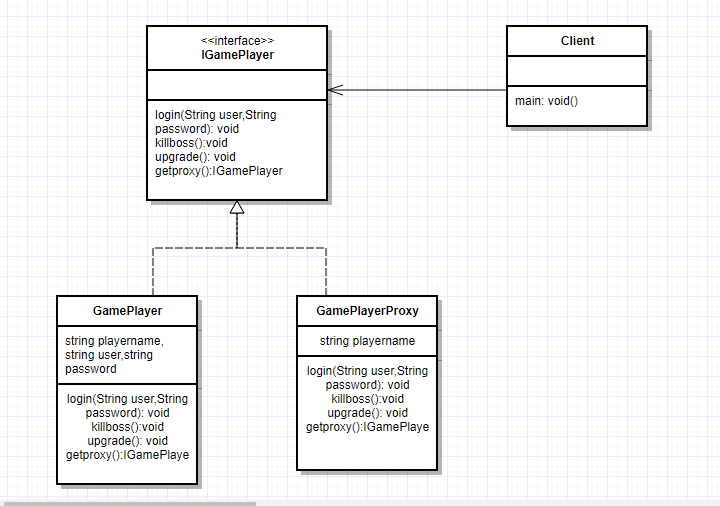 <<interface>>
IGamePlayer
login(String user,String
password): void
killboss():void
upgrade(): void
getproxy():IGamePlayer
Client
main: void()
GamePlayer
string playername,
string user,string
password
login(String user,String
password): void
killboss():void
upgrade(): void
getproxy():IGamePlaye
GamePlayerProxy
string playername
login(String user,String
password): void
killboss():void
upgrade(): void
getproxy():IGamePlaye